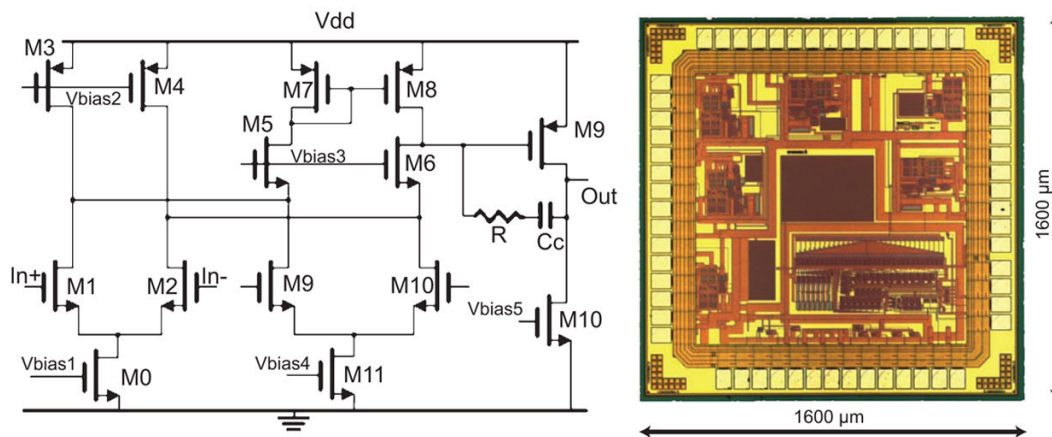 Vdd
M3
M4
Vbias2
M7
M8
M5
Vbias3
M6
M9
Out
R
Cc
In+
M1
M2
In-
M9
M10
Vbias5
M10
Vbias1
M0
Vbias4
M11
1600 µm
1600 µm